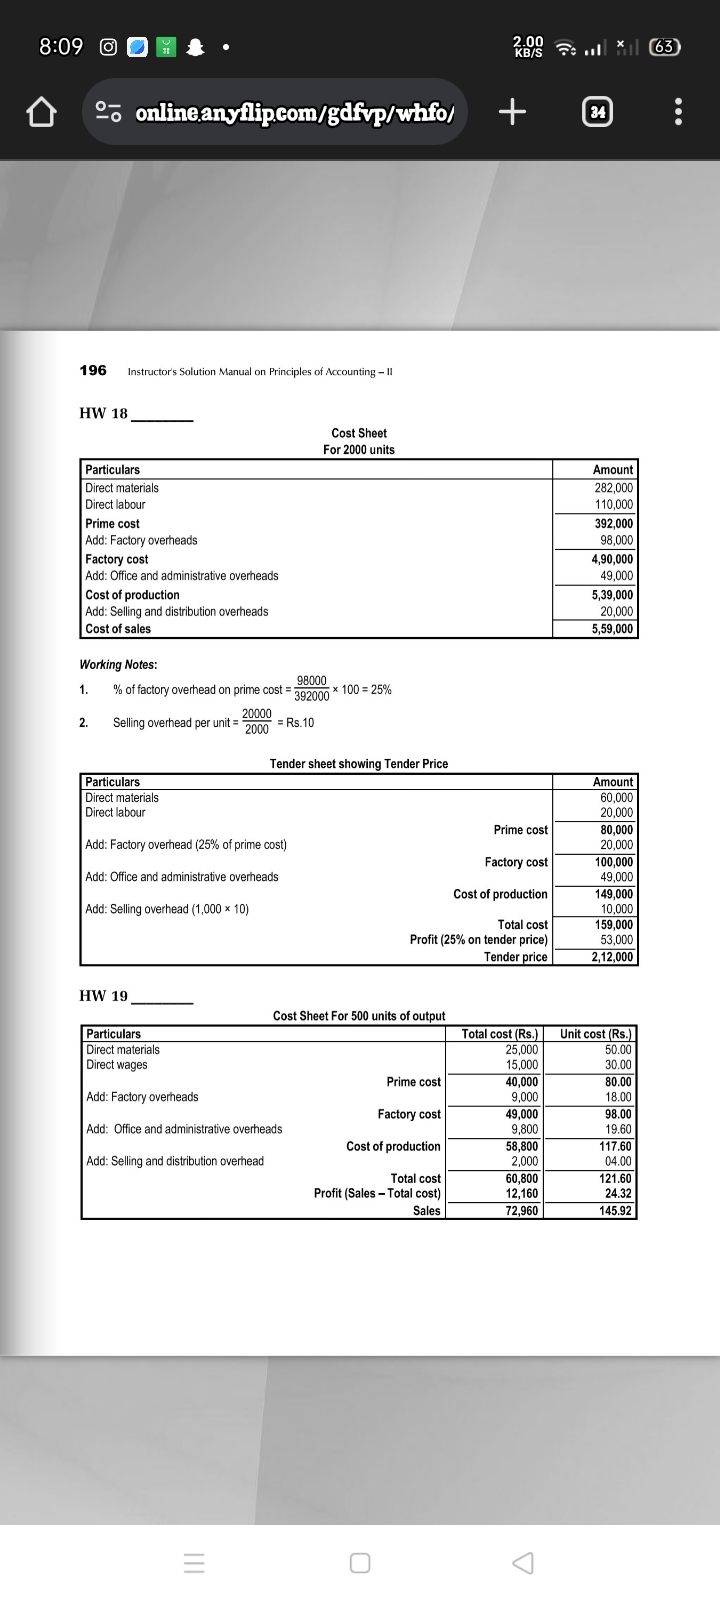 8:09
2.00
KB/S
63
online.anyflip.com/gdfvp/whfo/
34
196 Instructor's Solution Manual on Principles of Accounting – II
HW 18________
Cost Sheet
For 2000 units
Particulars Amount
Direct materials 282,000
Direct labour 110,000
Prime cost 392,000
Add: Factory overheads 98,000
Factory cost 4,90,000
Add: Office and administrative overheads 49,000
Cost of production 5,39,000
Add: Selling and distribution overheads 20,000
Cost of sales 5,59,000
Working Notes:
1. % of factory overhead on prime cost = 98000/392000 × 100 = 25%
2. Selling overhead per unit = 20000/2000 = Rs.10
Tender sheet showing Tender Price
Particulars Amount
Direct materials 60,000
Direct labour 20,000
Prime cost 80,000
Add: Factory overhead (25% of prime cost) 20,000
Factory cost 100,000
Add: Office and administrative overheads 49,000
Cost of production 149,000
Add: Selling overhead (1,000 × 10) 10,000
Total cost 159,000
Profit (25% on tender price) 53,000
Tender price 2,12,000
HW 19________
Cost Sheet For 500 units of output
Particulars Total cost (Rs.) Unit cost (Rs.)
Direct materials 25,000 50.00
Direct wages 15,000 30.00
Prime cost 40,000 80.00
Add: Factory overheads 9,000 18.00
Factory cost 49,000 98.00
Add: Office and administrative overheads 9,800 19.60
Cost of production 58,800 117.60
Add: Selling and distribution overhead 2,000 04.00
Total cost 60,800 121.60
Profit (Sales – Total cost) 12,160 24.32
Sales 72,960 145.92